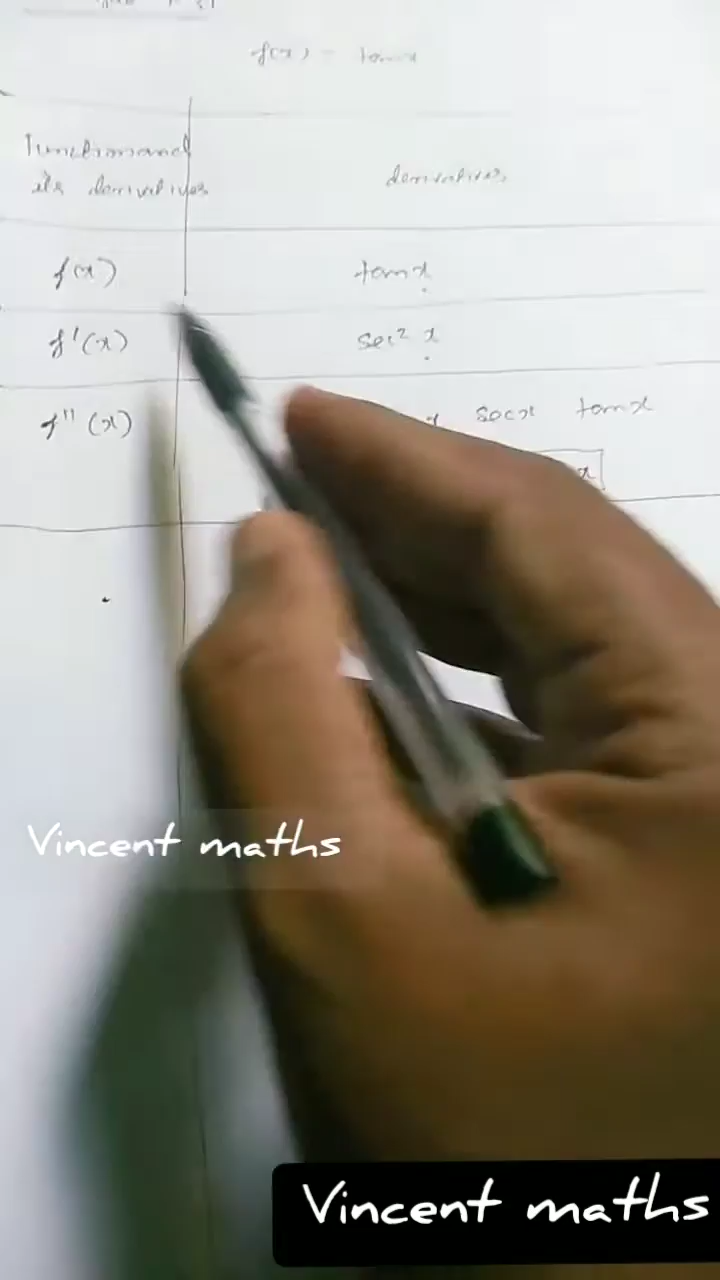 f(x) = tanx
Function and
its derivatives
derivatives
f(x)
tanx
f'(x)
sec² x
f''(x)
x secx tanx
x
Vincent maths
Vincent maths